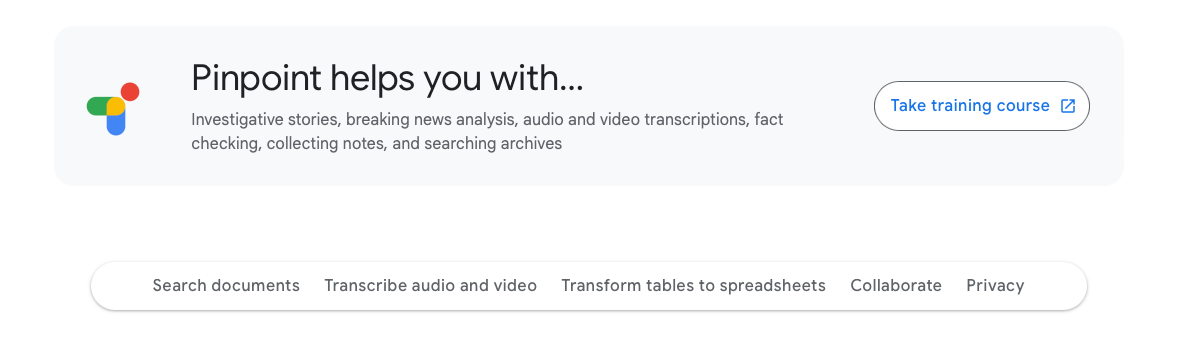 Pinpoint helps you with...
Investigative stories, breaking news analysis, audio and video transcriptions, fact
checking, collecting notes, and searching archives
Take training course
Search documents Transcribe audio and video Transform tables to spreadsheets Collaborate Privacy